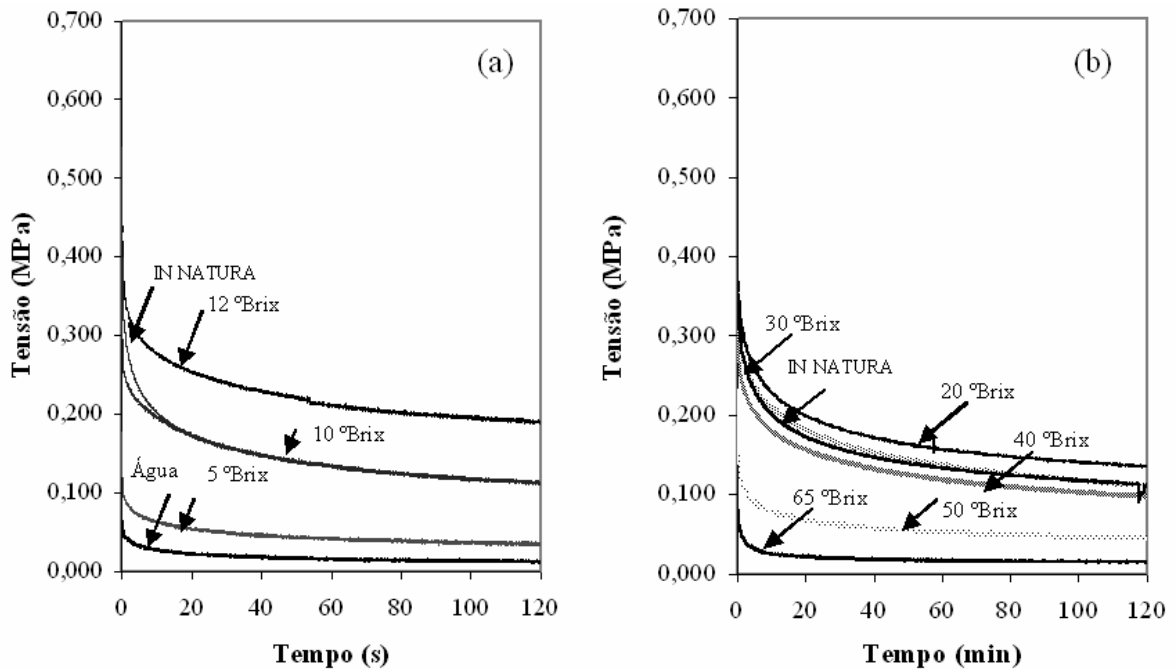 0,700
0,600
0,500
0,400
0,300
0,200
0,100
0,000
Tensão (MPa)
(a)
IN NATURA
12 ºBrix
10 ºBrix
Água
5 ºBrix
0
20
40
60
80
100
120
Tempo (s)
0,700
0,600
0,500
0,400
0,300
0,200
0,100
0,000
Tensão (MPa)
(b)
30 ºBrix
IN NATURA
20 ºBrix
40 ºBrix
65 ºBrix
50 ºBrix
0
20
40
60
80
100
120
Tempo (min)